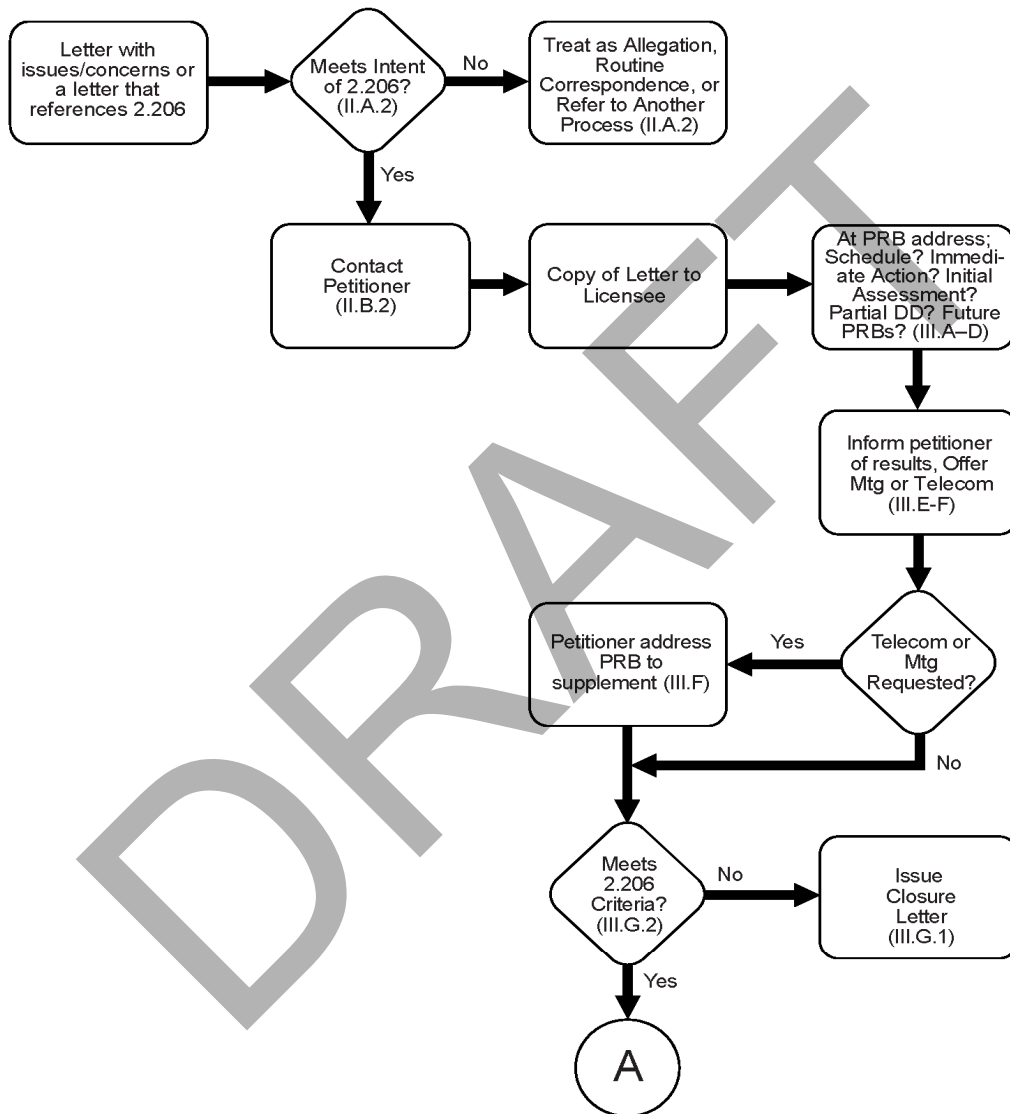 Letter with
issues/concerns or
a letter that
references 2.206
Meets Intent
of 2.206?
(II.A.2)
No
Treat as Allegation,
Routine
Correspondence, or
Refer to Another
Process (II.A.2)
Yes
Contact
Petitioner
(II.B.2)
Copy of Letter to
Licensee
At PRB address;
Schedule? Immedi-
ate Action? Initial
Assessment?
Partial DD? Future
PRBs? (III.A–D)
Inform petitioner
of results, Offer
Mtg or Telecom
(III.E-F)
Telecom or
Mtg
Requested?
Yes
Petitioner address
PRB to
supplement (III.F)
No
Meets
2.206
Criteria?
(III.G.2)
No
Issue
Closure
Letter
(III.G.1)
Yes
A
DRAFT